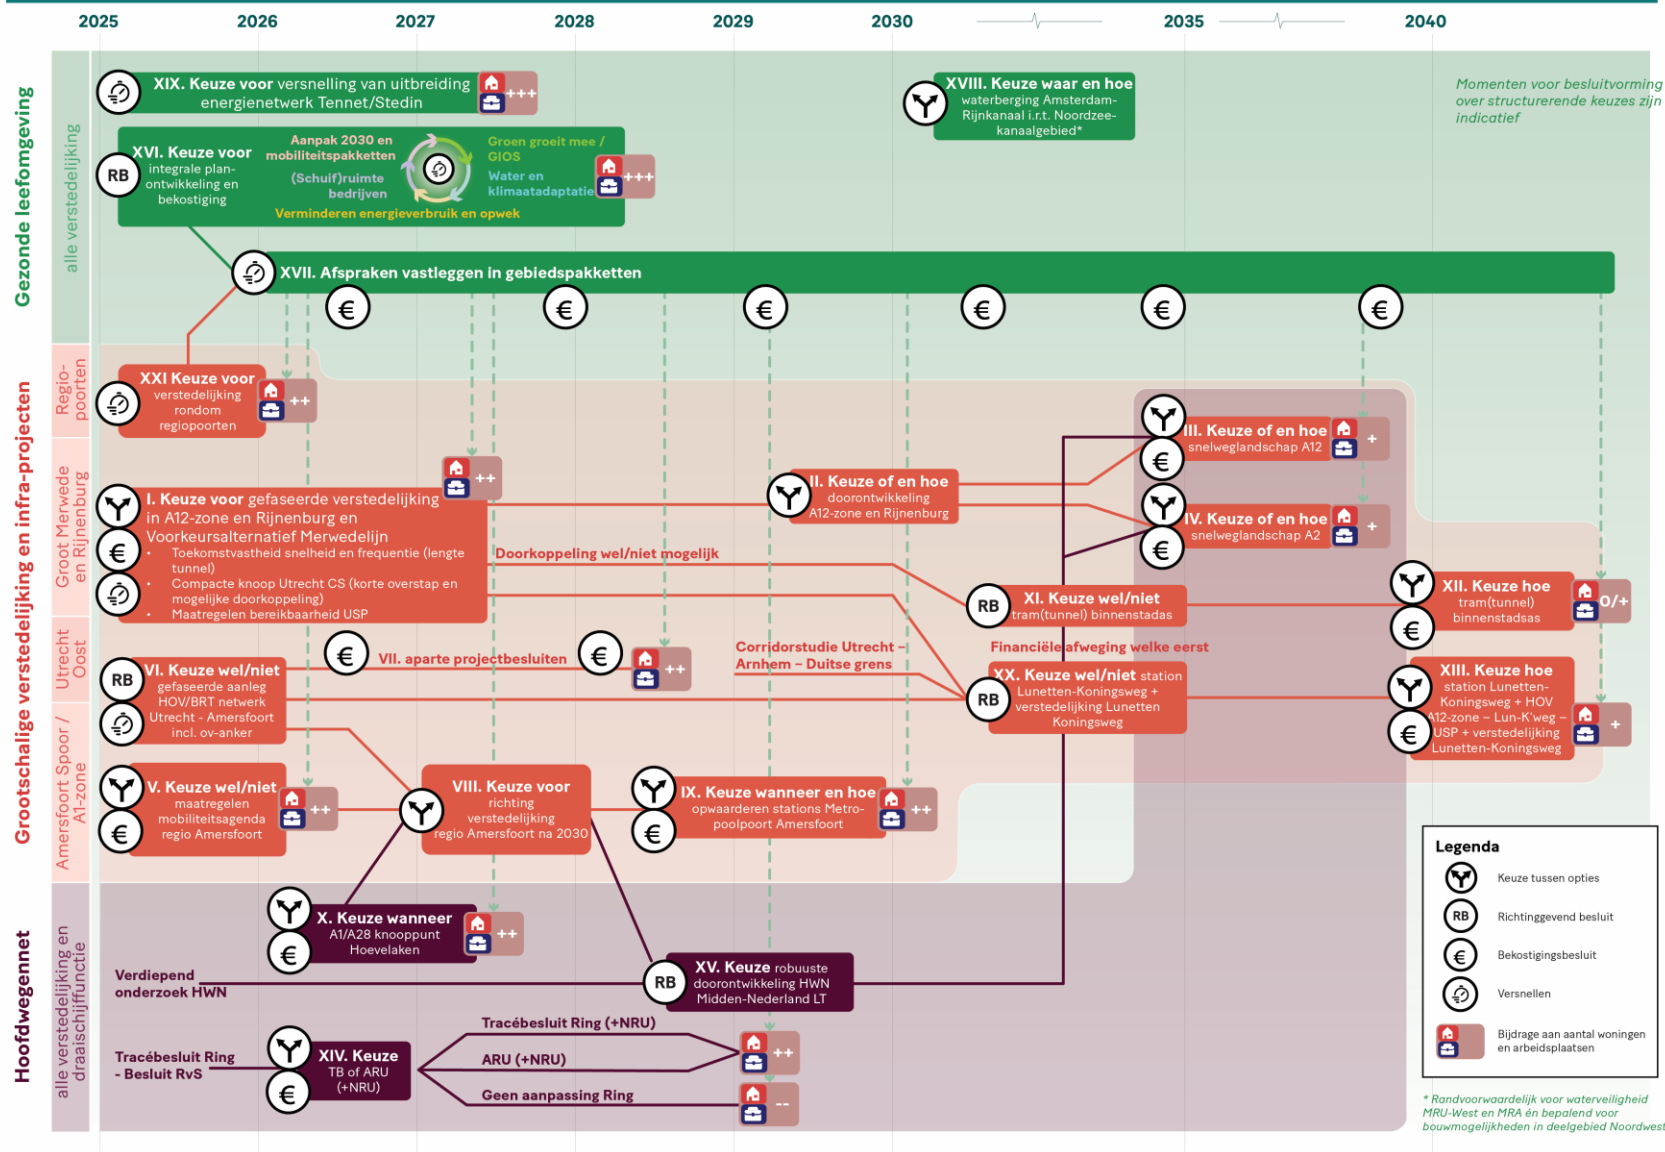 2025 2026 2027 2028 2029 2030 2035 2040
Gezonde leefomgeving
alle verstedelijking
XIX. Keuze voor versnelling van uitbreiding
energienetwerk Tennet/Stedin
+++
XVIII. Keuze waar en hoe
waterberging Amsterdam-
Rijnkanaal i.r.t. Noordzee-
kanaalgebied*
Momenten voor besluitvorming
over structurerende keuzes zijn
indicatief
RB
XVI. Keuze voor
integrale plan-
ontwikkeling en
bekostiging
Aanpak 2030 en
mobiliteitspakketten
(Schuif)ruimte
bedrijven
Groen groeit mee /
GIOS
Water en
klimaatadaptatie
Verminderen energieverbruik en opwek
+++
XVII. Afspraken vastleggen in gebiedspakketten
€ € € € € €
Grootschalige verstedelijking en infra-projecten
Regio-
poorten
XXI Keuze voor
verstedelijking
rondom
regiopoorten
++
Groot Merwede
en Rijnenburg
€
I. Keuze voor gefaseerde verstedelijking
in A12-zone en Rijnenburg en
Voorkeursalternatief Merwedelijn
• Toekomstvastheid snelheid en frequentie (lengte
tunnel)
• Compacte knoop Utrecht CS (korte overstap en
mogelijke doorkoppeling)
• Maatregelen bereikbaarheid USP
++
II. Keuze of en hoe
doorontwikkeling
A12-zone en Rijnenburg
€
III. Keuze of en hoe
snelweglandschap A12
+
€
IV. Keuze of en hoe
snelweglandschap A2
+
Doorkoppeling wel/niet mogelijk
RB
XI. Keuze wel/niet
tram(tunnel) binnenstadas
€
XII. Keuze hoe
tram(tunnel)
binnenstadsas
0/+
Utrecht
Oost
RB
VI. Keuze wel/niet
gefaseerde aanleg
HOV/BRT netwerk
Utrecht - Amersfoort
incl. ov-anker
€
VII. aparte projectbesluiten
€
++
Corridorstudie Utrecht –
Arnhem – Duitse grens
Financiële afweging welke eerst
RB
XX. Keuze wel/niet station
Lunetten-Koningsweg +
verstedelijking Lunetten
Koningsweg
€
XIII. Keuze hoe
station Lunetten-
Koningsweg + HOV
A12-zone – Lun-K'weg –
USP + verstedelijking
Lunetten-Koningsweg
+
Amersfoort Spoor /
A1-zone
€
V. Keuze wel/niet
maatregelen
mobiliteitsagenda
regio Amersfoort
++
VIII. Keuze voor
richting
verstedelijking
regio Amersfoort na 2030
€
IX. Keuze wanneer en hoe
opwaarderen stations Metro-
poolpoort Amersfoort
++
Hoofdwegennet
alle verstedelijking en
draaischijffunctie
€
X. Keuze wanneer
A1/A28 knooppunt
Hoevelaken
++
Verdiepend
onderzoek HWN
RB
XV. Keuze robuuste
doorontwikkeling HWN
Midden-Nederland LT
Tracébesluit Ring
- Besluit RvS
€
XIV. Keuze
TB of ARU
(+NRU)
Tracébesluit Ring (+NRU)
ARU (+NRU)
Geen aanpassing Ring
++
--
Legenda
Keuze tussen opties
RB Richtinggevend besluit
€ Bekostigingsbesluit
Versnellen
Bijdrage aan aantal woningen
en arbeidsplaatsen
* Randvoorwaardelijk voor waterveiligheid
MRU-West en MRA én bepalend voor
bouwmogelijkheden in deelgebied Noordwest